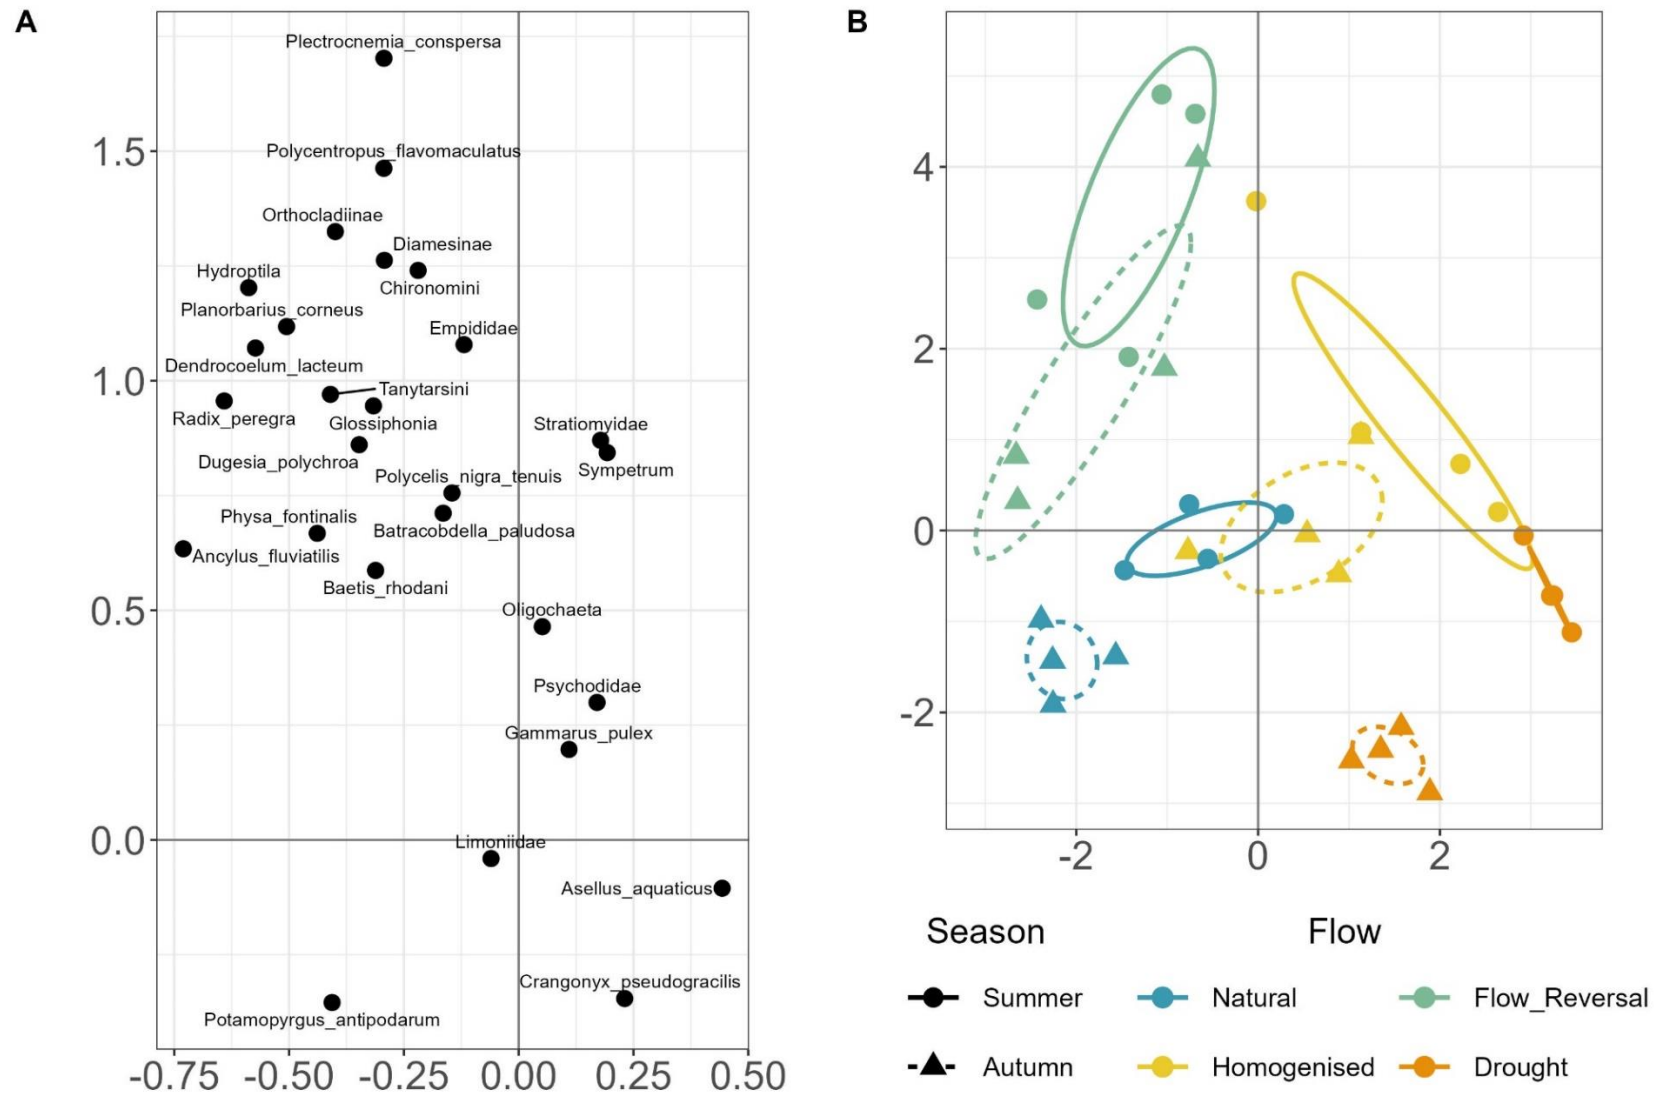 A
Plectrocnemia_conspersa
1.5
Polycentropus_flavomaculatus
Orthocladiinae
Diamesinae
Hydroptila
Chironomini
Planorbarius_corneus
Empididae
Dendrocoelum_lacteum
1.0
Tanytarsini
Radix_peregra
Glossiphonia
Stratiomyidae
Dugesia_polychroa
Sympetrum
Polycelis_nigra_tenuis
Physa_fontinalis
Batracobdella_paludosa
Ancylus_fluviatilis
Baetis_rhodani
0.5
Oligochaeta
Psychodidae
Gammarus_pulex
0.0
Limoniidae
Asellus_aquaticus
Crangonyx_pseudogracilis
Potamopyrgus_antipodarum
-0.75 -0.50 -0.25 0.00 0.25 0.50
B
4
2
0
-2
-2 0 2
Season Flow
Summer Natural Flow_Reversal
Autumn Homogenised Drought